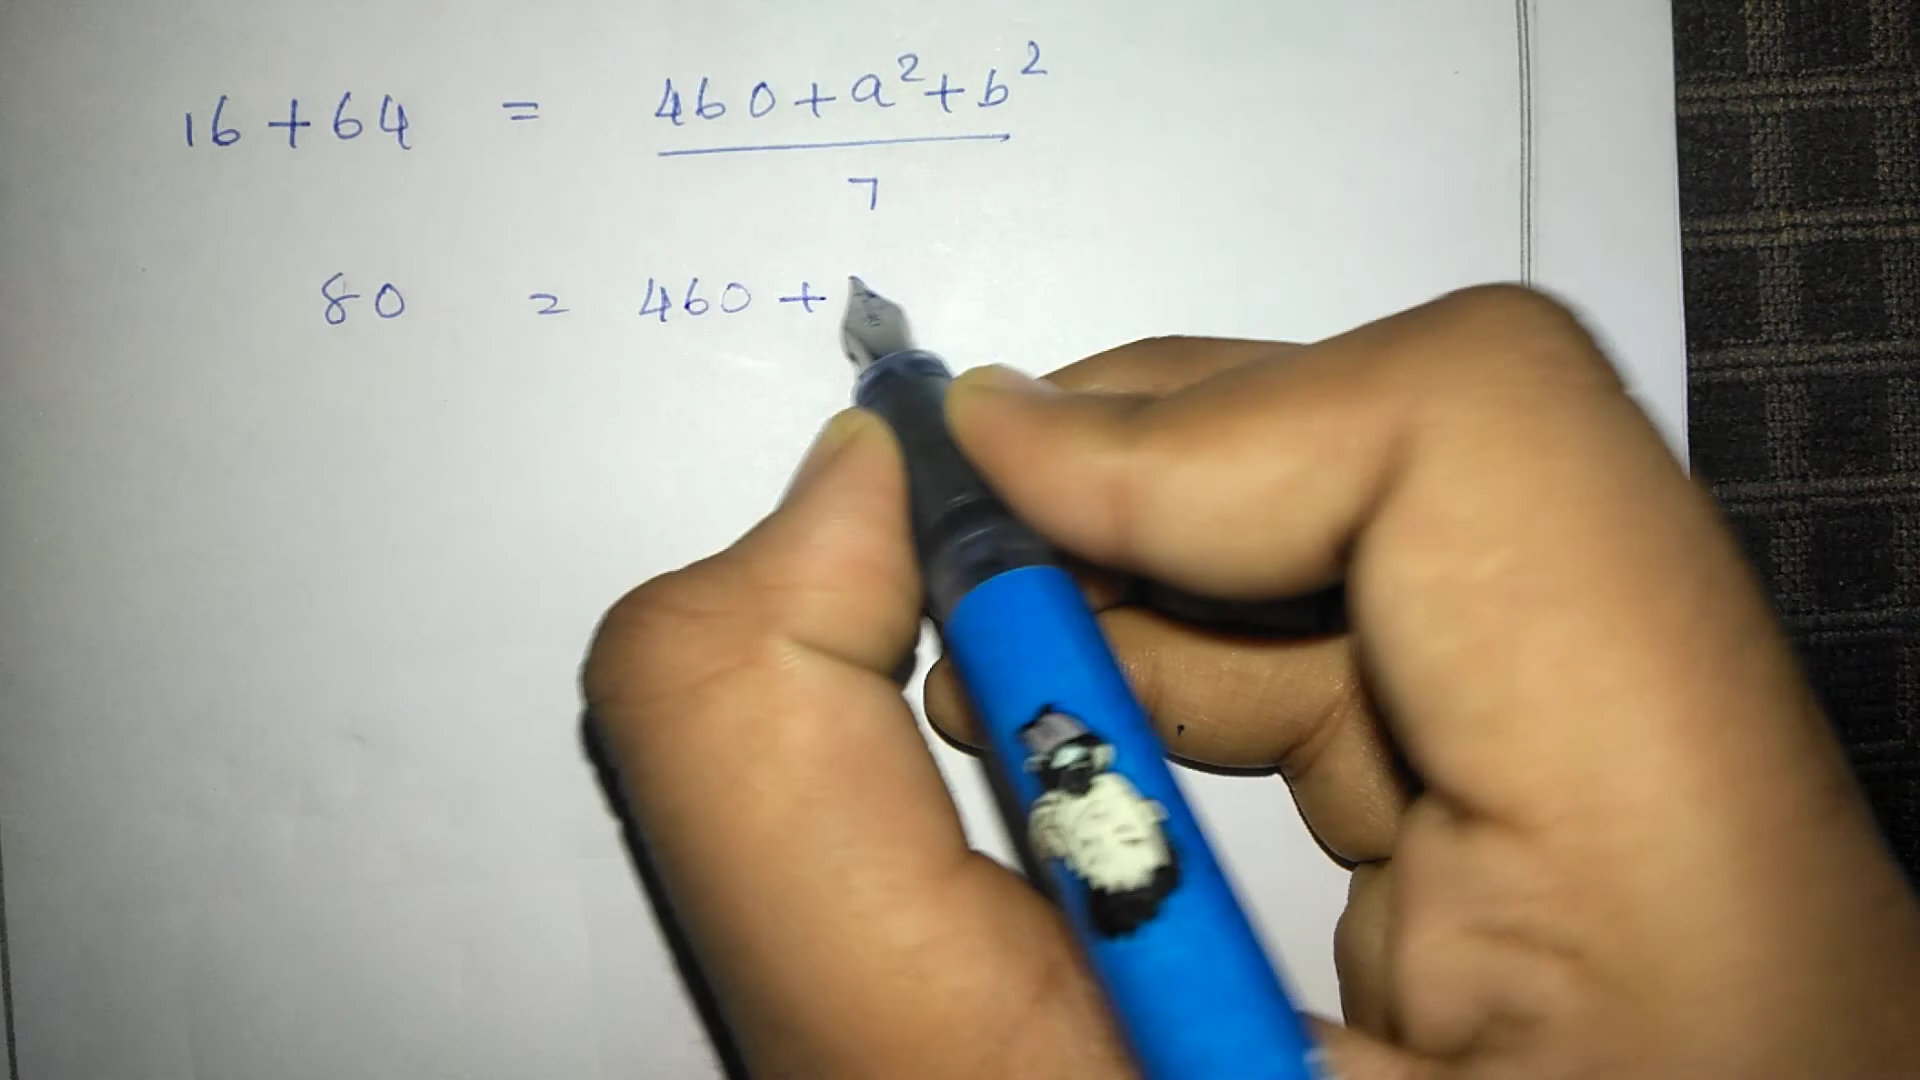 16 + 64 = 460 + a² + b²
7
80 = 460 +